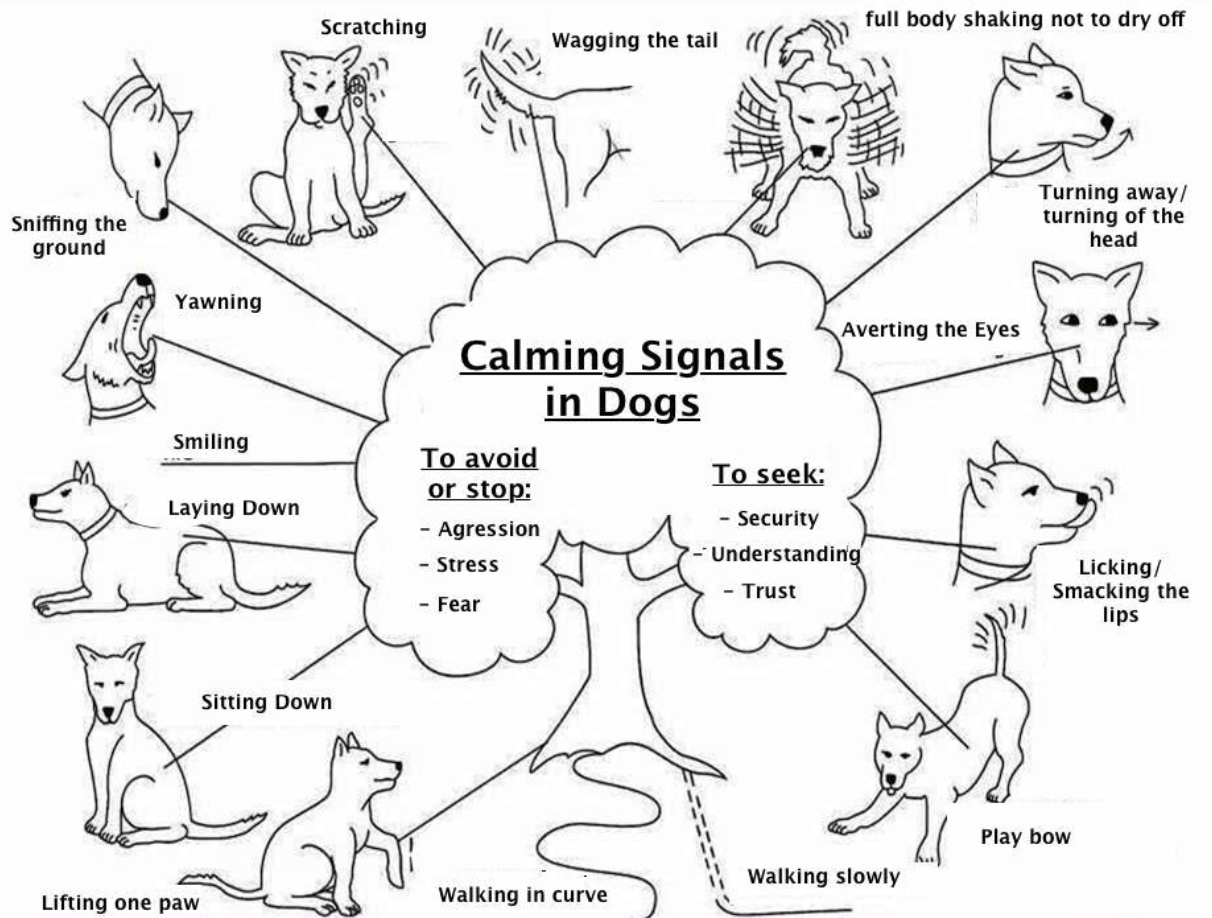 full body shaking not to dry off
Scratching
Wagging the tail
Turning away/
turning of the
head
Sniffing the
ground
Yawning
Averting the Eyes
Calming Signals
in Dogs
Smiling
To avoid
or stop:
- Agression
- Stress
- Fear
To seek:
- Security
- Understanding
- Trust
Laying Down
Licking/
Smacking the
lips
Sitting Down
Play bow
Walking slowly
Walking in curve
Lifting one paw